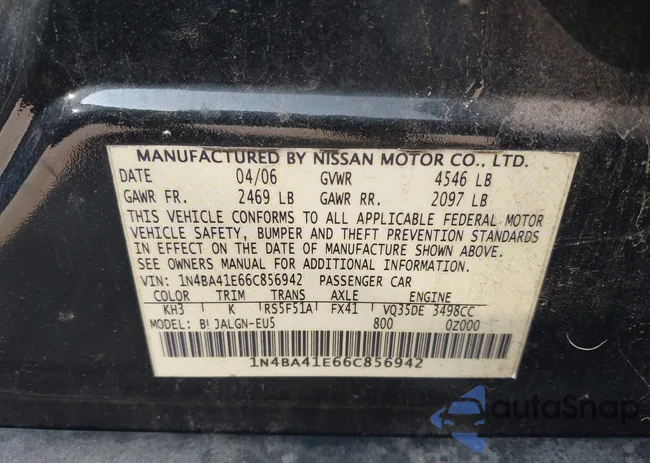 MANUFACTURED BY NISSAN MOTOR CO., LTD.
DATE 04/06 GVWR 4546 LB
GAWR FR. 2469 LB GAWR RR. 2097 LB
THIS VEHICLE CONFORMS TO ALL APPLICABLE FEDERAL MOTOR
VEHICLE SAFETY, BUMPER AND THEFT PREVENTION STANDARDS
IN EFFECT ON THE DATE OF MANUFACTURE SHOWN ABOVE.
SEE OWNERS MANUAL FOR ADDITIONAL INFORMATION.
VIN: 1N4BA41E66C856942 PASSENGER CAR
COLOR TRIM TRANS AXLE ENGINE
KH3 K RS5F51A FX41 VQ35DE 3498CC
MODEL: JALGN-EU5 800 0Z000
1N4BA41E66C856942
autoSnap